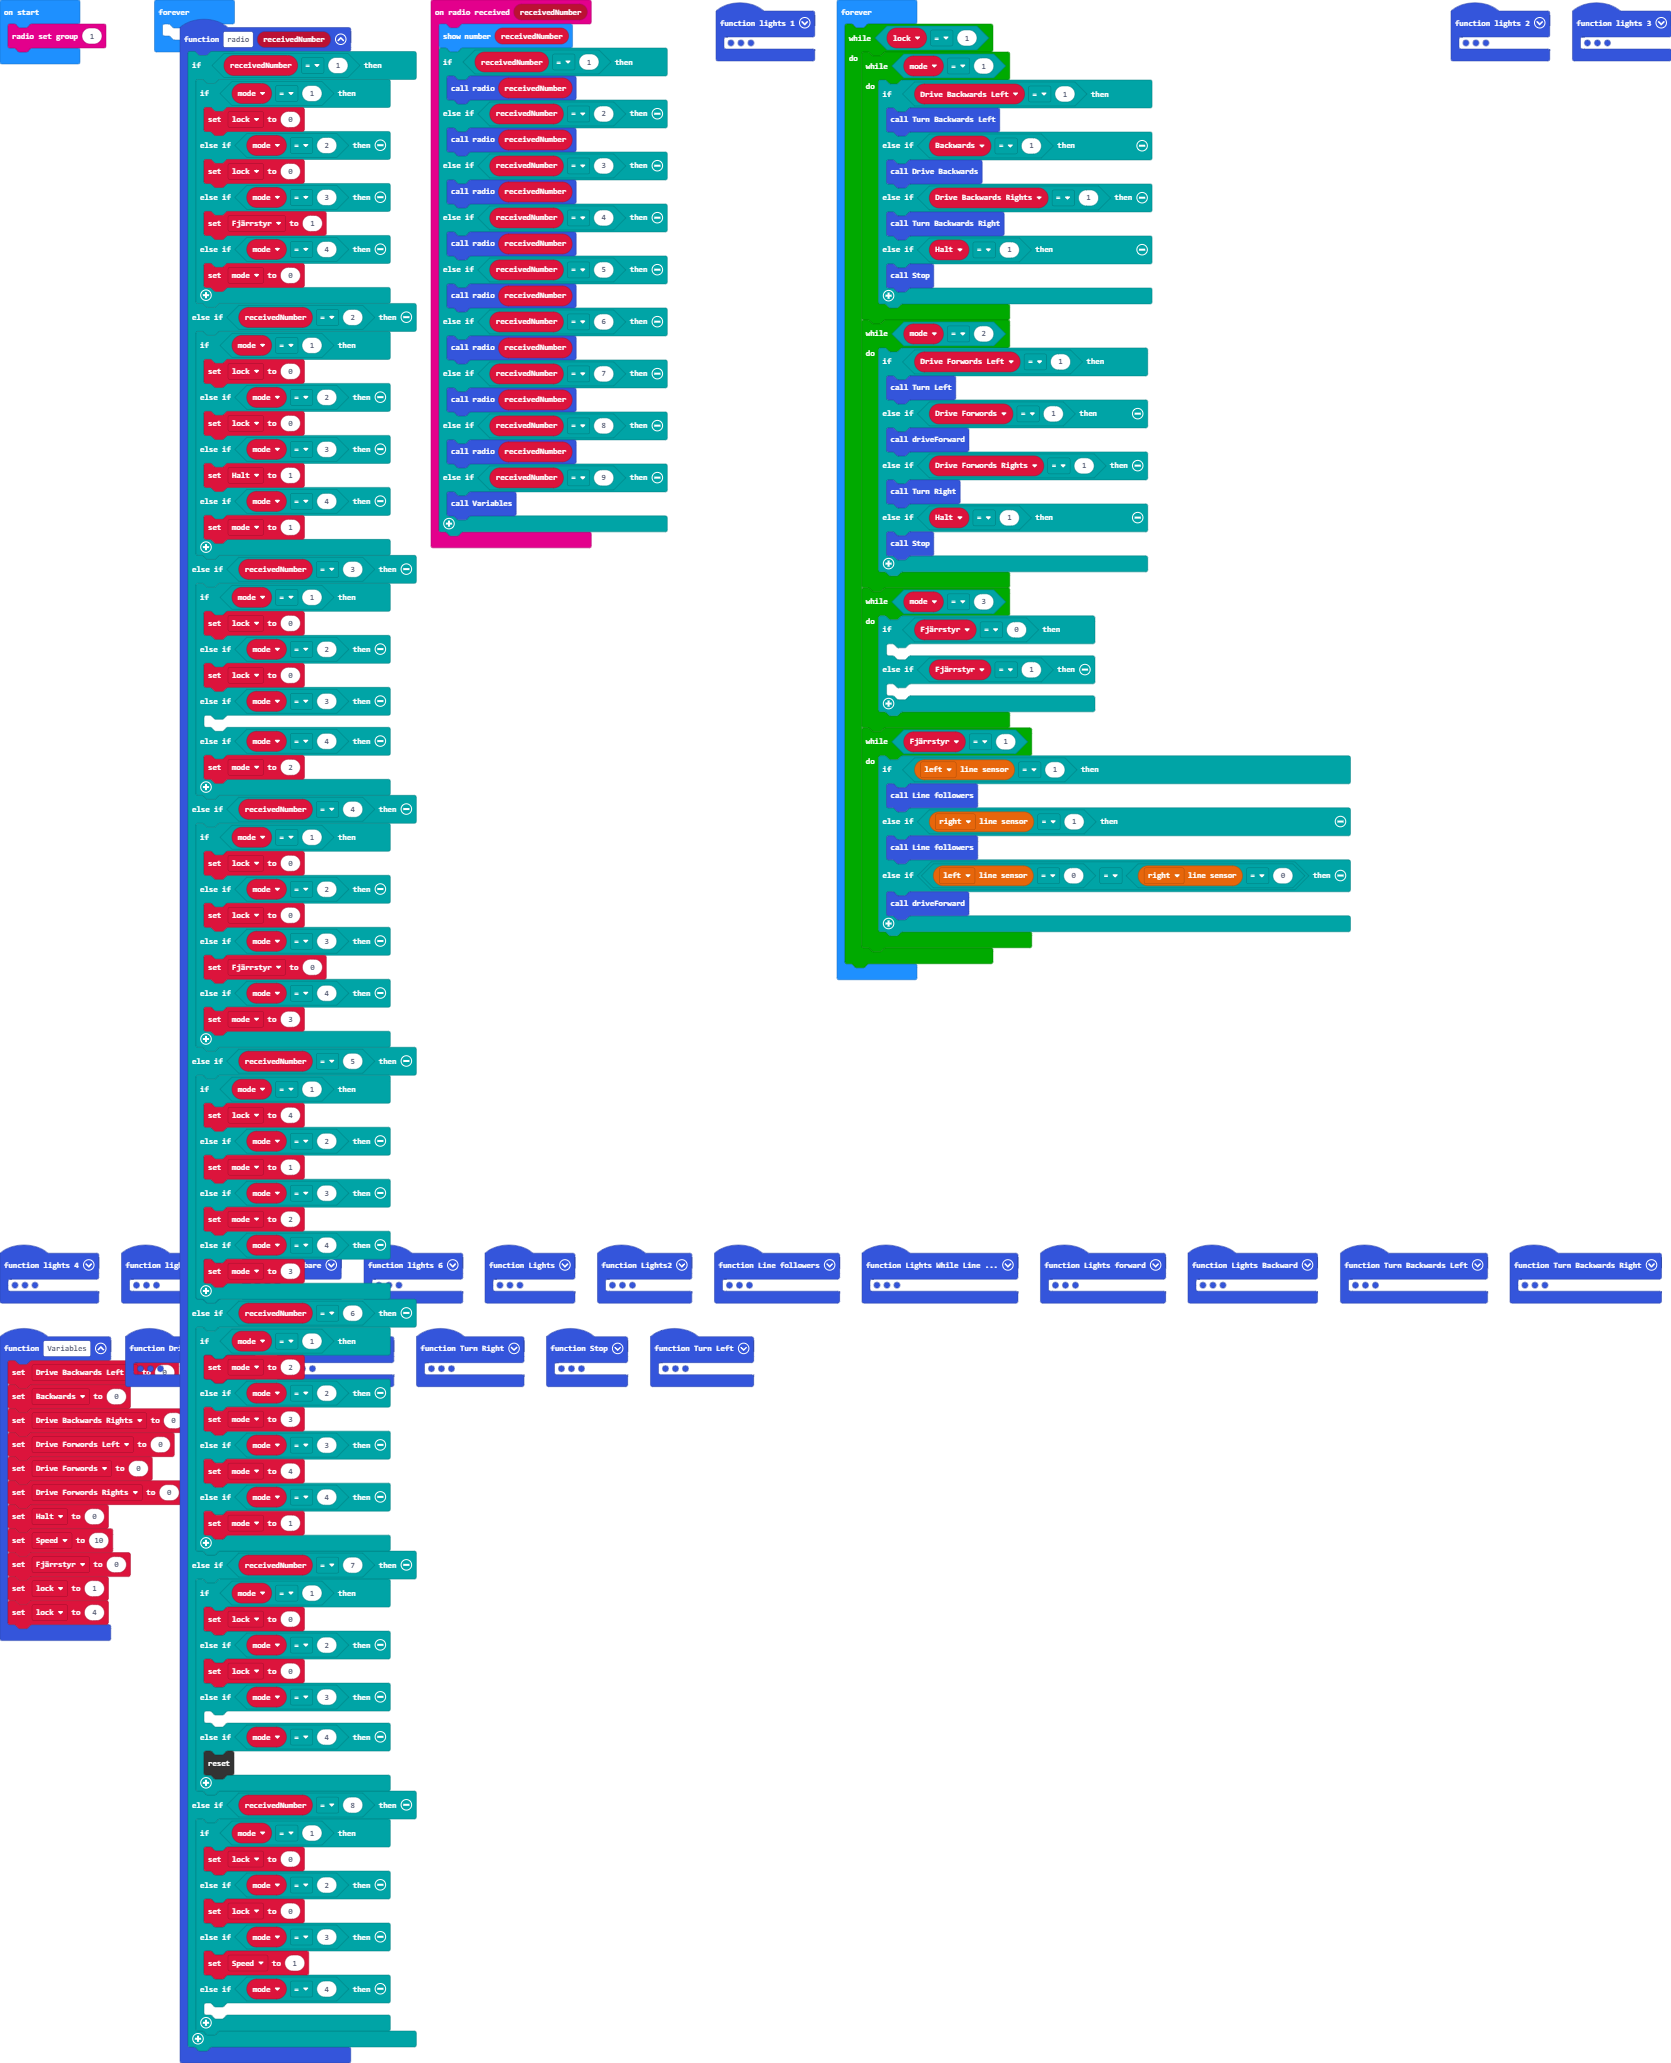 on start
radio set group 1
forever
function radio receivedNumber
if receivedNumber = 1 then
if mode = 1 then
set lock to 0
else if mode = 2 then
set lock to 0
else if mode = 3 then
set Fjärrstyr to 1
else if mode = 4 then
set mode to 0
else if receivedNumber = 2 then
if mode = 1 then
set lock to 0
else if mode = 2 then
set lock to 0
else if mode = 3 then
set Halt to 1
else if mode = 4 then
set mode to 1
else if receivedNumber = 3 then
if mode = 1 then
set lock to 0
else if mode = 2 then
set lock to 0
else if mode = 3 then
else if mode = 4 then
set mode to 2
else if receivedNumber = 4 then
if mode = 1 then
set lock to 0
else if mode = 2 then
set lock to 0
else if mode = 3 then
set Fjärrstyr to 0
else if mode = 4 then
set mode to 3
else if receivedNumber = 5 then
if mode = 1 then
set lock to 4
else if mode = 2 then
set mode to 1
else if mode = 3 then
set mode to 2
else if mode = 4 then
set mode to 3
else if receivedNumber = 6 then
if mode = 1 then
set mode to 2
else if mode = 2 then
set mode to 3
else if mode = 3 then
set mode to 4
else if mode = 4 then
set mode to 1
else if receivedNumber = 7 then
if mode = 1 then
set lock to 0
else if mode = 2 then
set lock to 0
else if mode = 3 then
else if mode = 4 then
reset
else if receivedNumber = 8 then
if mode = 1 then
set lock to 0
else if mode = 2 then
set lock to 0
else if mode = 3 then
set Speed to 1
else if mode = 4 then
on radio received receivedNumber
show number receivedNumber
if receivedNumber = 1 then
call radio receivedNumber
else if receivedNumber = 2 then
call radio receivedNumber
else if receivedNumber = 3 then
call radio receivedNumber
else if receivedNumber = 4 then
call radio receivedNumber
else if receivedNumber = 5 then
call radio receivedNumber
else if receivedNumber = 6 then
call radio receivedNumber
else if receivedNumber = 7 then
call radio receivedNumber
else if receivedNumber = 8 then
call radio receivedNumber
else if receivedNumber = 9 then
call Variables
function lights 1
forever
while lock = 1
do
while mode = 1
do
if Drive Backwards Left = 1 then
call Turn Backwards Left
else if Backwards = 1 then
call Drive Backwards
else if Drive Backwards Rights = 1 then
call Turn Backwards Right
else if Halt = 1 then
call Stop
while mode = 2
do
if Drive Forwords Left = 1 then
call Turn Left
else if Drive Forwords = 1 then
call driveForward
else if Drive Forwords Rights = 1 then
call Turn Right
else if Halt = 1 then
call Stop
while mode = 3
do
if Fjärrstyr = 0 then
else if Fjärrstyr = 1 then
while Fjärrstyr = 1
do
if left line sensor = 1 then
call Line followers
else if right line sensor = 1 then
call Line followers
else if left line sensor = 0 = right line sensor = 0 then
call driveForward
function lights 2
function lights 3
function lights 4
function
function lights 6
function Lights
function Lights2
function Line followers
function Lights While Line ...
function Lights forward
function Lights Backward
function Turn Backwards Left
function Turn Backwards Right
function Variables
set Drive Backwards Left to 0
set Backwards to 0
set Drive Backwards Rights to 0
set Drive Forwords Left to 0
set Drive Forwords to 0
set Drive Forwords Rights to 0
set Halt to 0
set Speed to 10
set Fjärrstyr to 0
set lock to 1
set lock to 4
function
function Turn Right
function Stop
function Turn Left